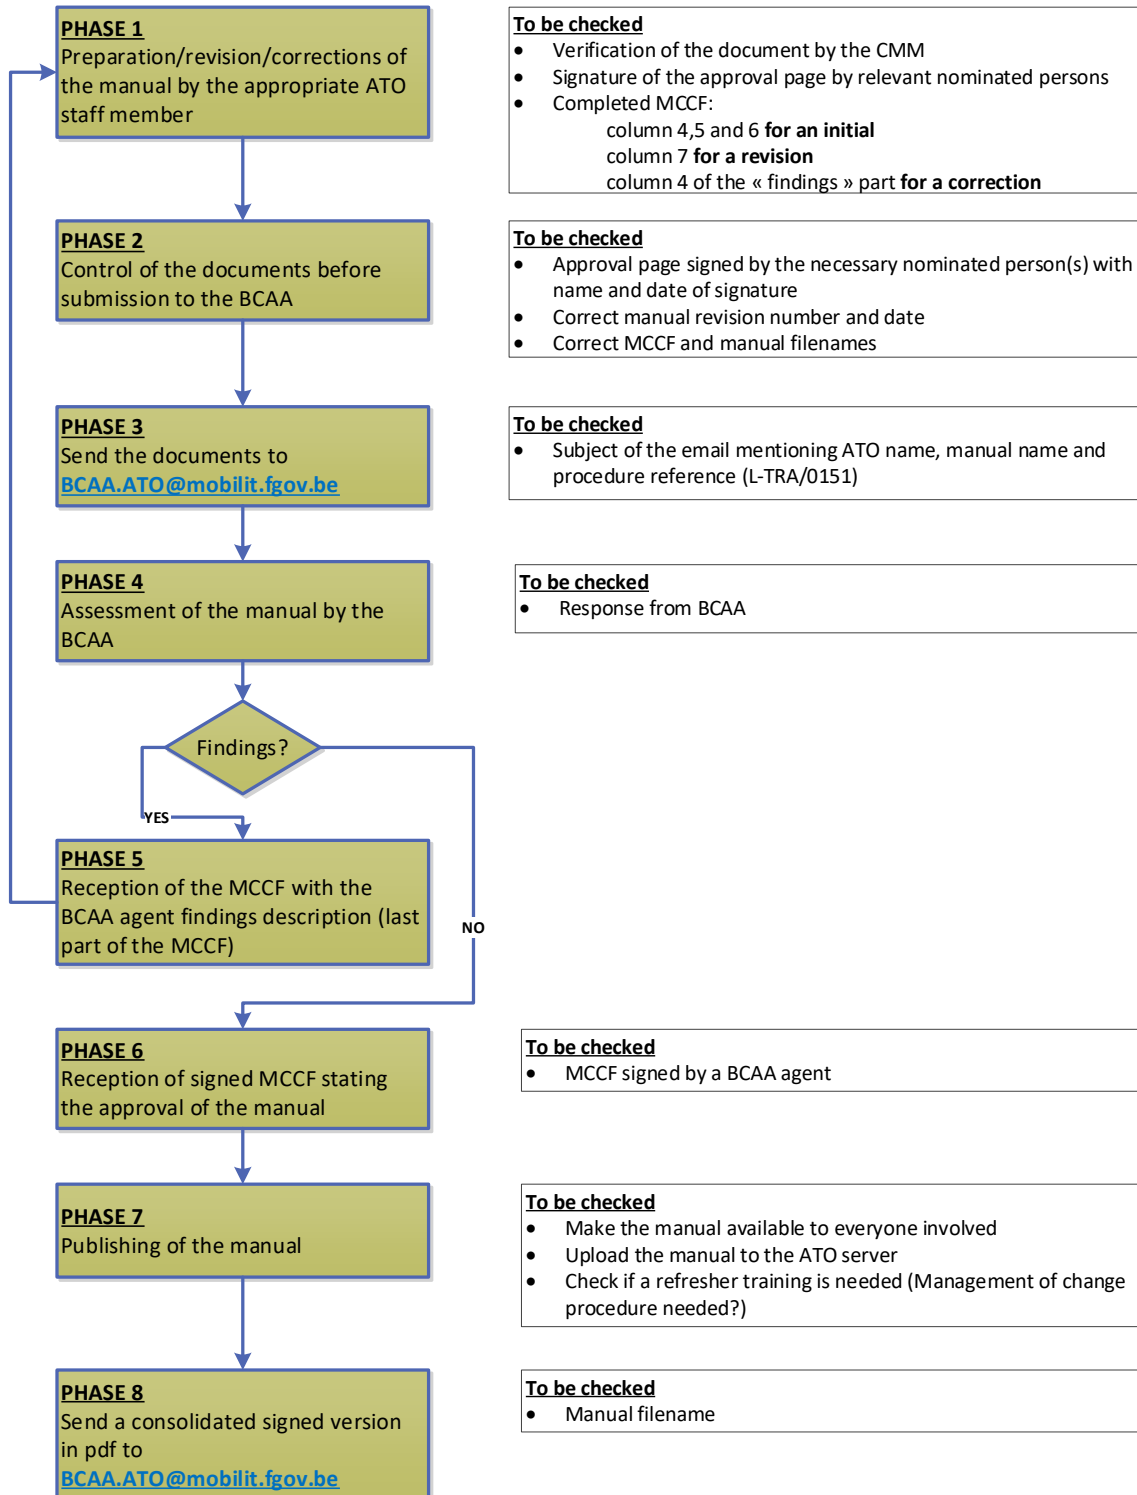 PHASE 1
Preparation/revision/corrections of
the manual by the appropriate ATO
staff member
To be checked
• Verification of the document by the CMM
• Signature of the approval page by relevant nominated persons
• Completed MCCF:
column 4,5 and 6 for an initial
column 7 for a revision
column 4 of the « findings » part for a correction
PHASE 2
Control of the documents before
submission to the BCAA
To be checked
• Approval page signed by the necessary nominated person(s) with
name and date of signature
• Correct manual revision number and date
• Correct MCCF and manual filenames
PHASE 3
Send the documents to
BCAA.ATO@mobilit.fgov.be
To be checked
• Subject of the email mentioning ATO name, manual name and
procedure reference (L-TRA/0151)
PHASE 4
Assessment of the manual by the
BCAA
To be checked
• Response from BCAA
Findings?
YES
PHASE 5
Reception of the MCCF with the
BCAA agent findings description (last
part of the MCCF)
NO
PHASE 6
Reception of signed MCCF stating
the approval of the manual
To be checked
• MCCF signed by a BCAA agent
PHASE 7
Publishing of the manual
To be checked
• Make the manual available to everyone involved
• Upload the manual to the ATO server
• Check if a refresher training is needed (Management of change
procedure needed?)
PHASE 8
Send a consolidated signed version
in pdf to
BCAA.ATO@mobilit.fgov.be
To be checked
• Manual filename